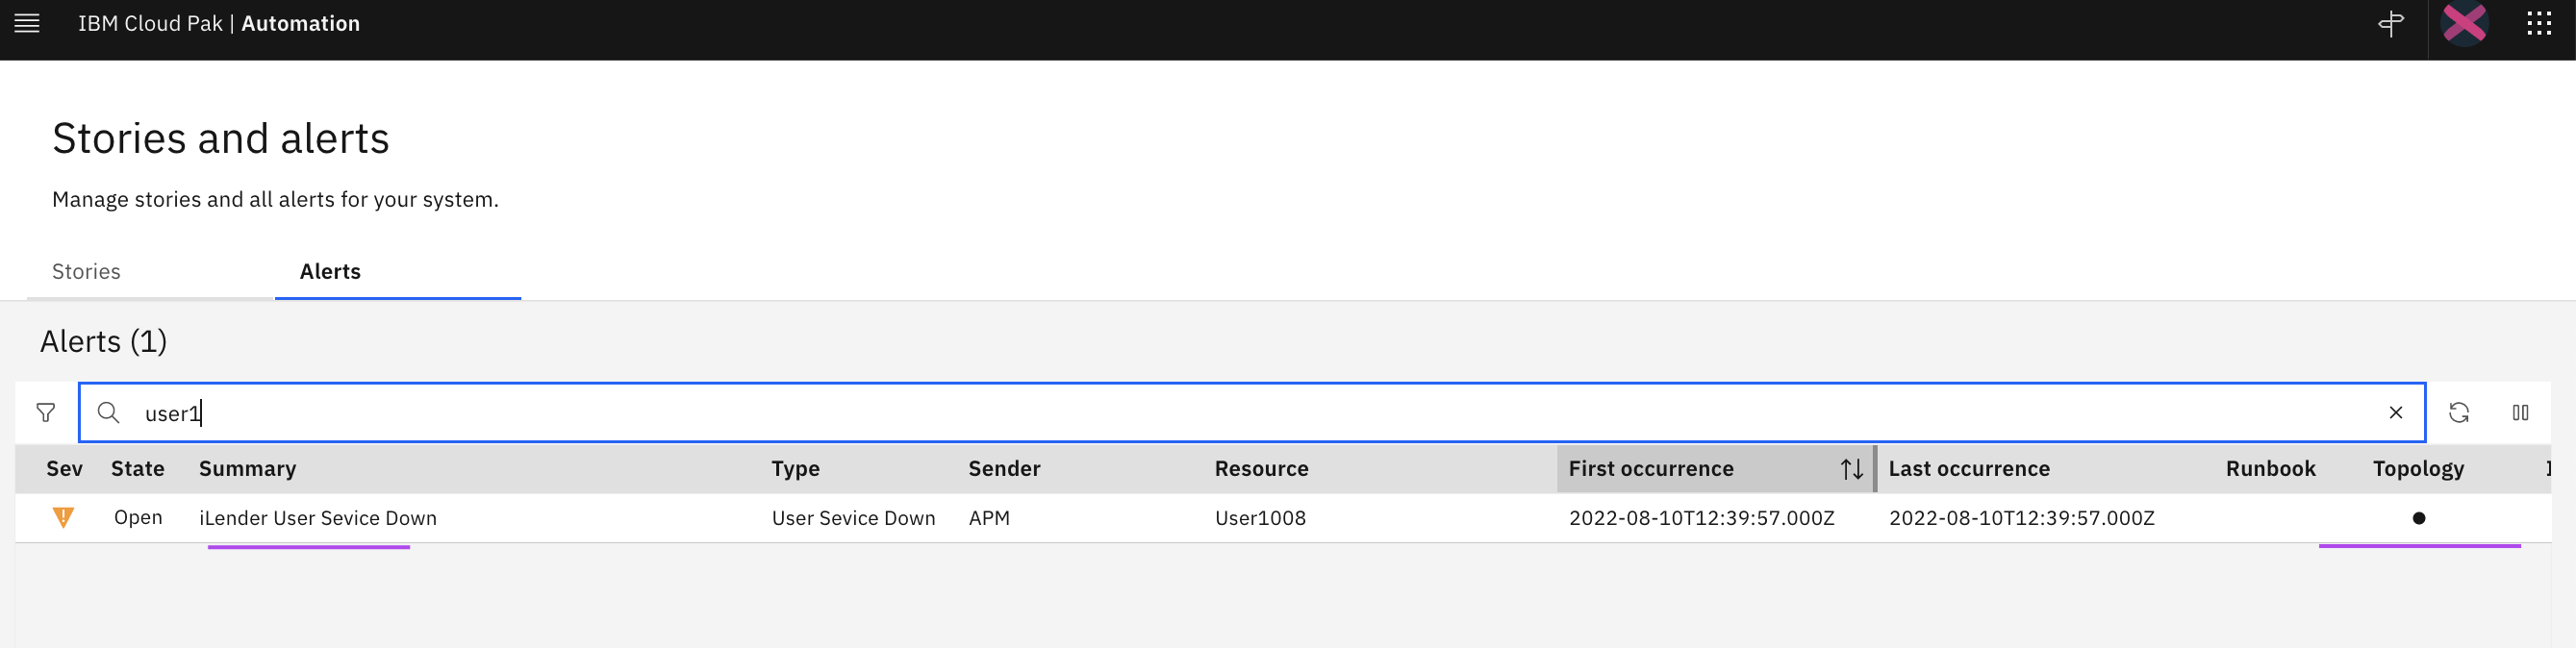 IBM Cloud Pak | Automation
Stories and alerts
Manage stories and all alerts for your system.
Stories Alerts
Alerts (1)
user1
Sev State Summary Type Sender Resource First occurrence Last occurrence Runbook Topology
Open iLender User Sevice Down User Sevice Down APM User1008 2022-08-10T12:39:57.000Z 2022-08-10T12:39:57.000Z